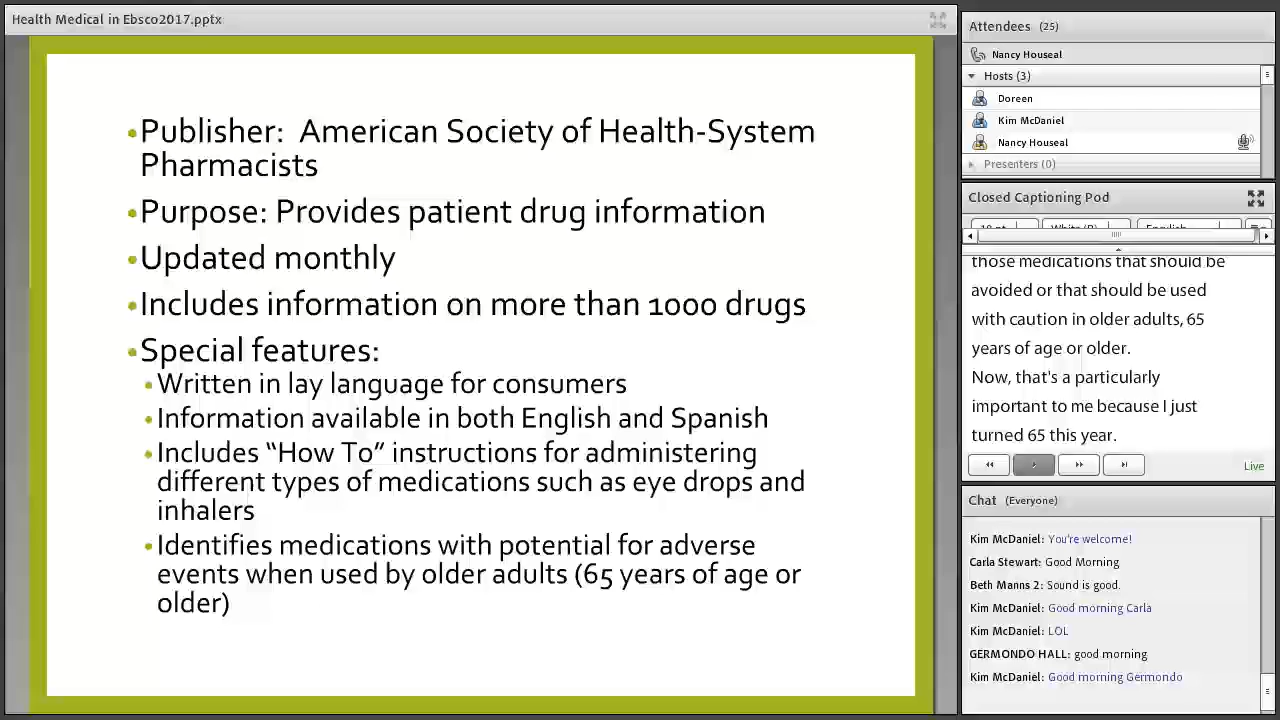 Health Medical in Ebsco2017.pptx
•Publisher: American Society of Health-System
Pharmacists
•Purpose: Provides patient drug information
•Updated monthly
•Includes information on more than 1000 drugs
•Special features:
•Written in lay language for consumers
•Information available in both English and Spanish
•Includes “How To” instructions for administering
different types of medications such as eye drops and
inhalers
•Identifies medications with potential for adverse
events when used by older adults (65 years of age or
older)
Attendees (25)
Nancy Houseal
Hosts (3)
Doreen
Kim McDaniel
Nancy Houseal
Presenters (0)
Closed Captioning Pod
those medications that should be
avoided or that should be used
with caution in older adults, 65
years of age or older.
Now, that's a particularly
important to me because I just
turned 65 this year.
Live
Chat (Everyone)
Kim McDaniel: You're welcome!
Carla Stewart: Good Morning
Beth Manns 2: Sound is good.
Kim McDaniel: Good morning Carla
Kim McDaniel: LOL
GERMONDO HALL: good morning
Kim McDaniel: Good morning Germondo